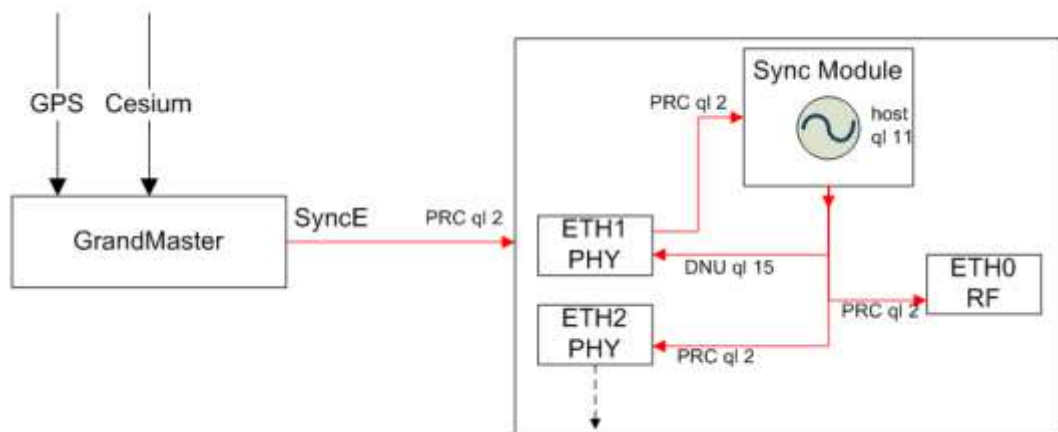 GPS
Cesium
GrandMaster
SyncE
PRC ql 2
Sync Module
host
ql 11
PRC ql 2
ETH1
PHY
DNU ql 15
ETH0
RF
PRC ql 2
ETH2
PHY
PRC ql 2